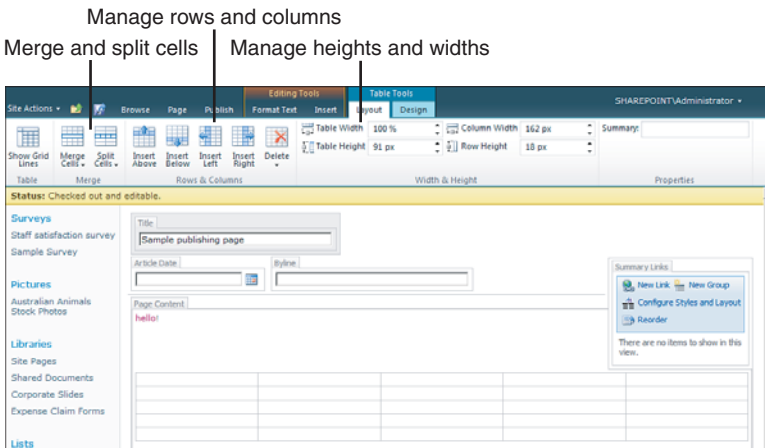 Manage rows and columns
Merge and split cells Manage heights and widths
Editing Tools Table Tools
Site Actions Browse Page Publish Format Text Insert Layout Design SHAREPOINT\Administrator
Table Width 100 % Column Width 162 px Summary:
Table Height 91 px Row Height 18 px
Show Grid Lines Merge Cells Split Cells Insert Above Insert Below Insert Left Insert Right Delete
Table Merge Rows & Columns Width & Height Properties
Status: Checked out and editable.
Surveys
Staff satisfaction survey
Sample Survey
Pictures
Australian Animals
Stock Photos
Libraries
Site Pages
Shared Documents
Corporate Slides
Expense Claim Forms
Lists
Title
Sample publishing page
Article Date Byline
Page Content
hello!
Summary Links
New Link New Group
Configure Styles and Layout
Reorder
There are no items to show in this
view.